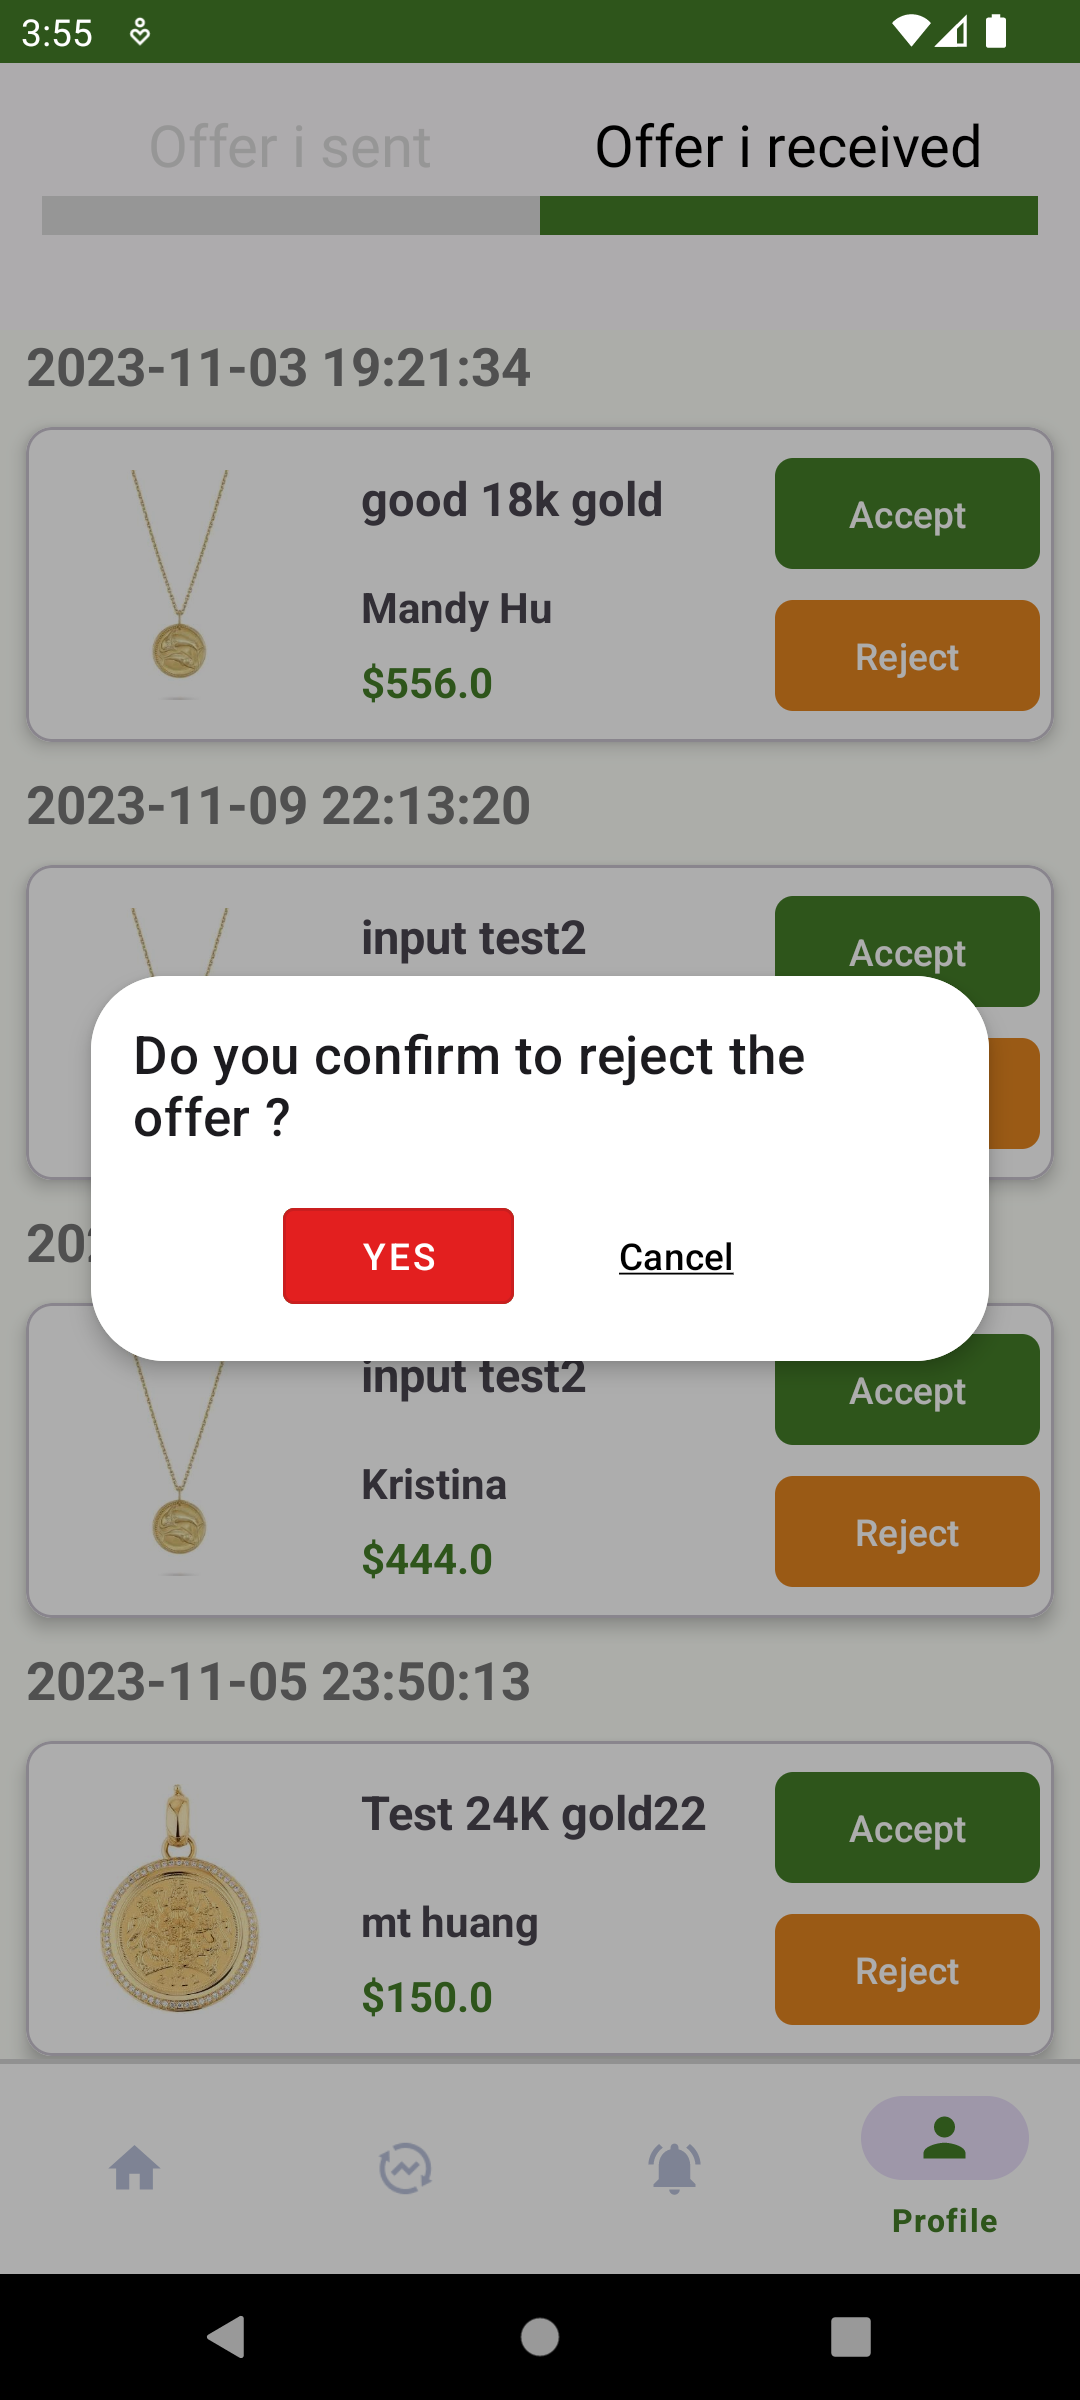 3:55
Offer i sent
Offer i received
2023-11-03 19:21:34
good 18k gold
Accept
Mandy Hu
Reject
$556.0
2023-11-09 22:13:20
input test2
Accept
Do you confirm to reject the
offer ?
YES
Cancel
input test2
Accept
Kristina
Reject
$444.0
2023-11-05 23:50:13
Test 24K gold22
Accept
mt huang
Reject
$150.0
Profile